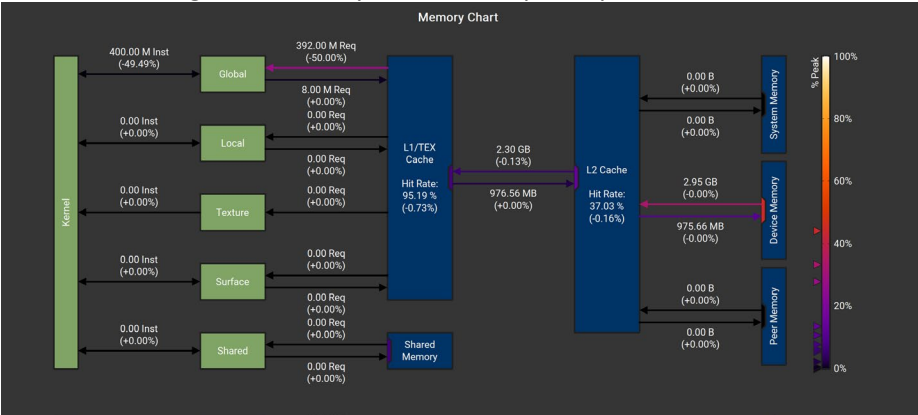 Memory Chart
Kernel
400.00 M Inst
(-49.49%)
Global
392.00 M Req
(-50.00%)
8.00 M Req
(+0.00%)
0.00 Inst
(+0.00%)
Local
0.00 Req
(+0.00%)
0.00 Req
(+0.00%)
0.00 Inst
(+0.00%)
Texture
0.00 Req
(+0.00%)
0.00 Inst
(+0.00%)
Surface
0.00 Req
(+0.00%)
0.00 Req
(+0.00%)
0.00 Inst
(+0.00%)
Shared
0.00 Req
(+0.00%)
L1/TEX
Cache
Hit Rate:
95.19 %
(-0.73%)
Shared
Memory
2.30 GB
(-0.13%)
976.56 MB
(+0.00%)
L2 Cache
Hit Rate:
37.03 %
(-0.16%)
0.00 B
(+0.00%)
0.00 B
(+0.00%)
System Memory
2.95 GB
(-0.00%)
975.66 MB
(-0.00%)
Device Memory
0.00 B
(+0.00%)
0.00 B
(+0.00%)
Peer Memory
% Peak
100%
80%
60%
40%
20%
0%